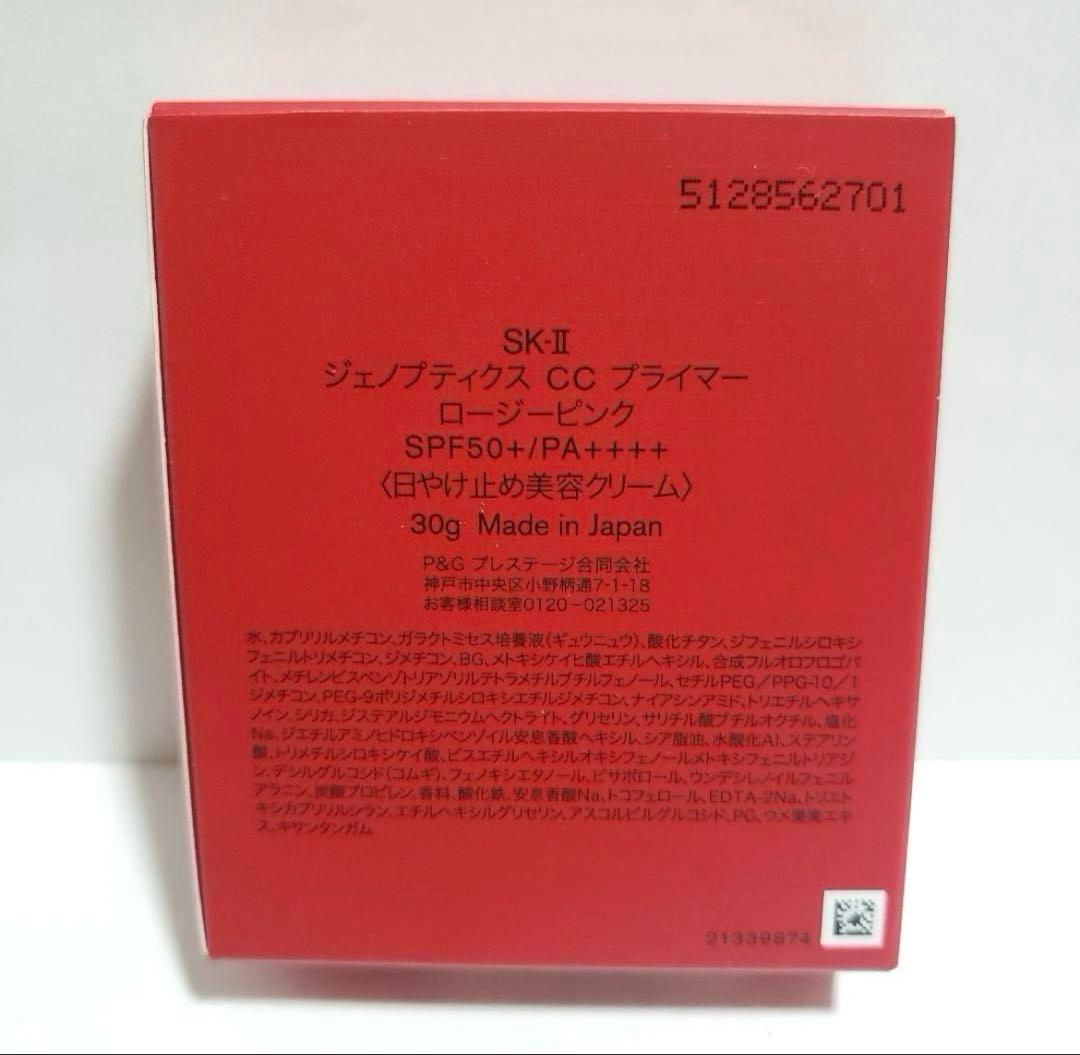 5128562701
SK-Ⅱ
ジェノプティクス CC プライマー
ロージーピンク
SPF50+/PA++++
〈日やけ止め美容クリーム〉
30g Made in Japan
P&G プレステージ合同会社
神戸市中央区小野柄通7-1-18
お客様相談室0120-021325
水、カプリリルメチコン、ガラクトミセス培養液(ギュウニュウ)、酸化チタン、ジフェニルシロキシ
フェニルトリメチコン、ジメチコン、BG、メトキシケイヒ酸エチルヘキシル、合成フルオロフロゴパ
イト、メチレンビスベンゾトリアゾリルテトラメチルブチルフェノール、セチルPEG/PPG-10/1
ジメチコン、PEG-9ポリジメチルシロキシエチルジメチコン、ナイアシンアミド、トリエチルヘキサ
ノイン、シリカ、ジステアルジモニウムヘクトライト、グリセリン、サリチル酸ブチルオクチル、塩化
Na、ジエチルアミノヒドロキシベンゾイル安息香酸ヘキシル、シア脂油、水酸化Al、ステアリン
酸、トリメチルシロキシケイ酸、ビスエチルヘキシルオキシフェノールメトキシフェニルトリアジ
ン、デシルグルコシド(コムギ)、フェノキシエタノール、ビサボロール、ウンデシレノイルフェニル
アラニン、炭酸プロピレン、香料、酸化鉄、安息香酸Na、トコフェロール、EDTA-2Na、トリエト
キシカプリリルシラン、エチルヘキシルグリセリン、アスコルビルグルコシド、PG、ウメ果実エキ
ス、キサンタンガム
21339874